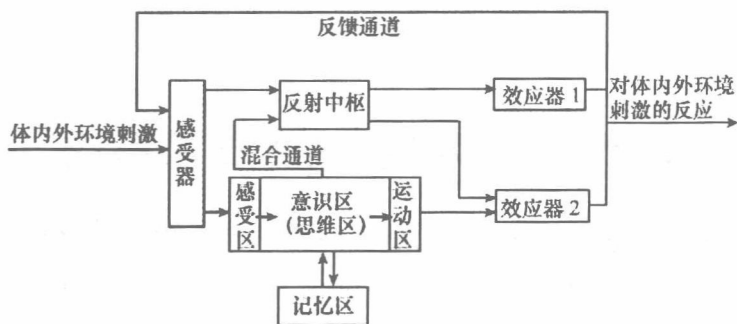 反馈通道
体内外环境刺激
感受器
反射中枢
效应器 1
对体内外环境
刺激的反应
混合通道
感受区
意识区
(思维区)
运动区
效应器 2
记忆区